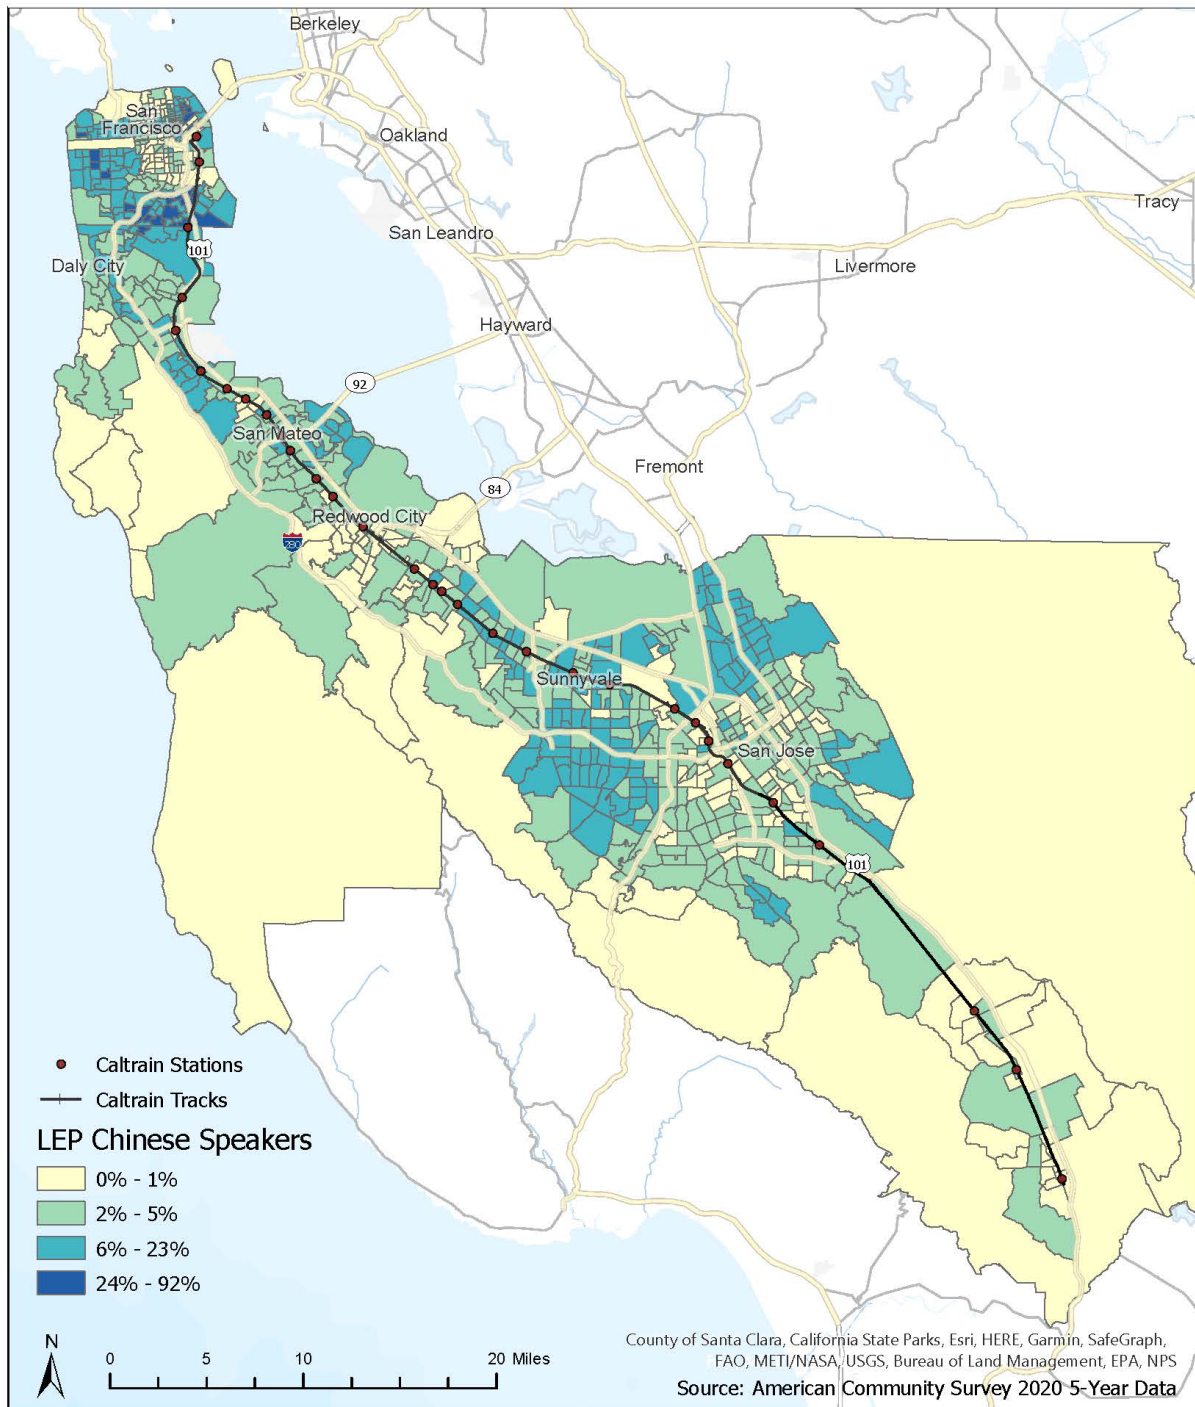 Berkeley
San
Francisco
Oakland
Tracy
San Leandro
101
Daly City
Livermore
Hayward
92
San Mateo
Fremont
84
Redwood City
280
Sunnyvale
San Jose
101
Caltrain Stations
Caltrain Tracks
LEP Chinese Speakers
0% - 1%
2% - 5%
6% - 23%
24% - 92%
N
0 5 10 20 Miles
County of Santa Clara, California State Parks, Esri, HERE, Garmin, SafeGraph,
FAO, METI/NASA, USGS, Bureau of Land Management, EPA, NPS
Source: American Community Survey 2020 5-Year Data